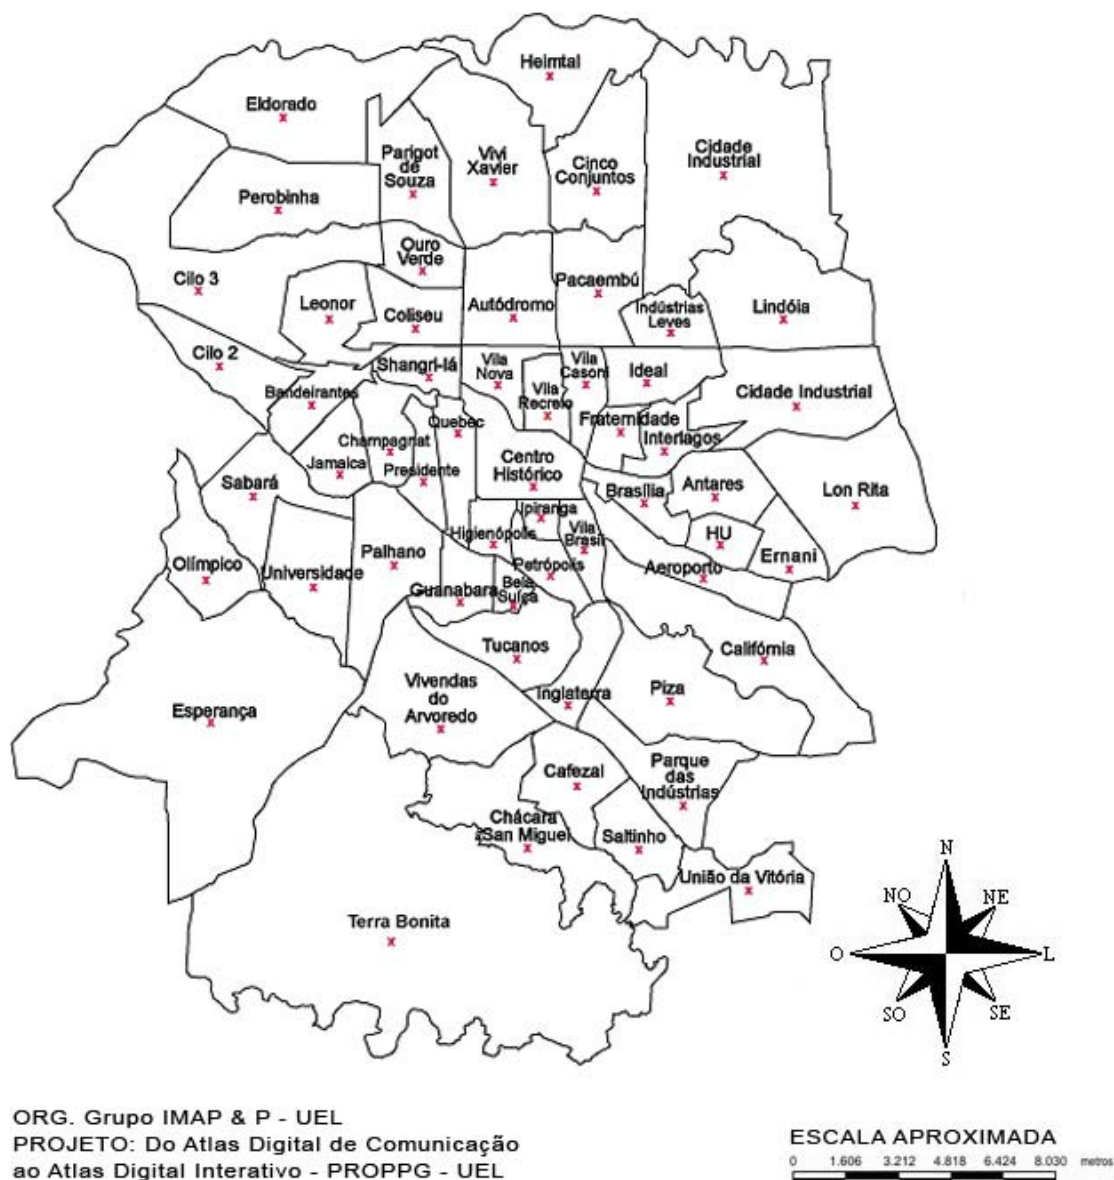 Heimtal
Eldorado
Cidade
Industrial
Parigot
de
Souza
Vivi
Xavier
Cinco
Conjuntos
Perobinha
Ouro
Verde
Cilo 3
Pacaembú
Leonor
Coliseu
Autódromo
Indústrias
Leves
Lindóia
Cilo 2
Shangri-lá
Vila
Nova
Vila
Casoni
Ideal
Bandeirantes
Vila
Recreio
Cidade Industrial
Quebec
Fraternidade
Champagnat
Interlagos
Jamaica
Presidente
Centro
Histórico
Sabará
Brasília
Antares
Lon Rita
Ipiranga
Higienópolis
Vila
Brasil
HU
Ernani
Olímpico
Universidade
Palhano
Petrópolis
Aeroporto
Guanabara
Bela
Suíça
Tucanos
Califórnia
Esperança
Vivendas
do
Arvoredo
Inglaterra
Piza
Cafezal
Parque
das
Indústrias
Chácara
San Miguel
Saltinho
União da Vitória
Terra Bonita
N
NO
NE
O
L
SO
SE
S
ORG. Grupo IMAP & P - UEL
PROJETO: Do Atlas Digital de Comunicação
ao Atlas Digital Interativo - PROPPG - UEL
ESCALA APROXIMADA
0 1.606 3.212 4.818 6.424 8.030 metros